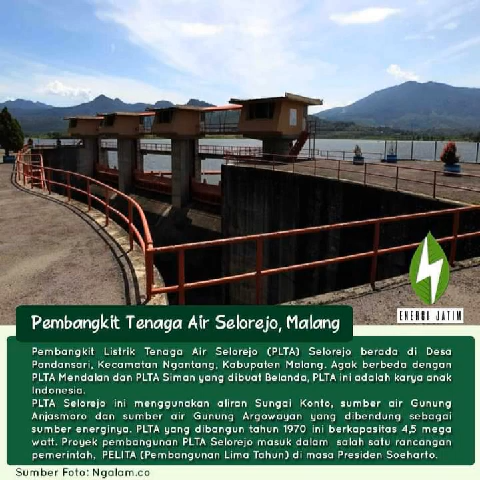 ENERGI JATIM
Pembangkit Tenaga Air Selorejo, Malang
Pembangkit Listrik Tenaga Air Selorejo (PLTA) Selorejo berada di Desa
Pandansari, Kecamatan Ngantang, Kabupaten Malang. Agak berbeda dengan
PLTA Mendalan dan PLTA Siman yang dibuat Belanda, PLTA ini adalah karya anak
Indonesia.
PLTA Selorejo ini menggunakan aliran Sungai Konto, sumber air Gunung
Anjasmoro dan sumber air Gunung Argowayan yang dibendung sebagai
sumber energinya. PLTA yang dibangun tahun 1970 ini berkapasitas 4,5 mega
watt. Proyek pembangunan PLTA Selorejo masuk dalam salah satu rancangan
pemerintah, PELITA (Pembangunan Lima Tahun) di masa Presiden Soeharto.
Sumber Foto: Ngalam.co